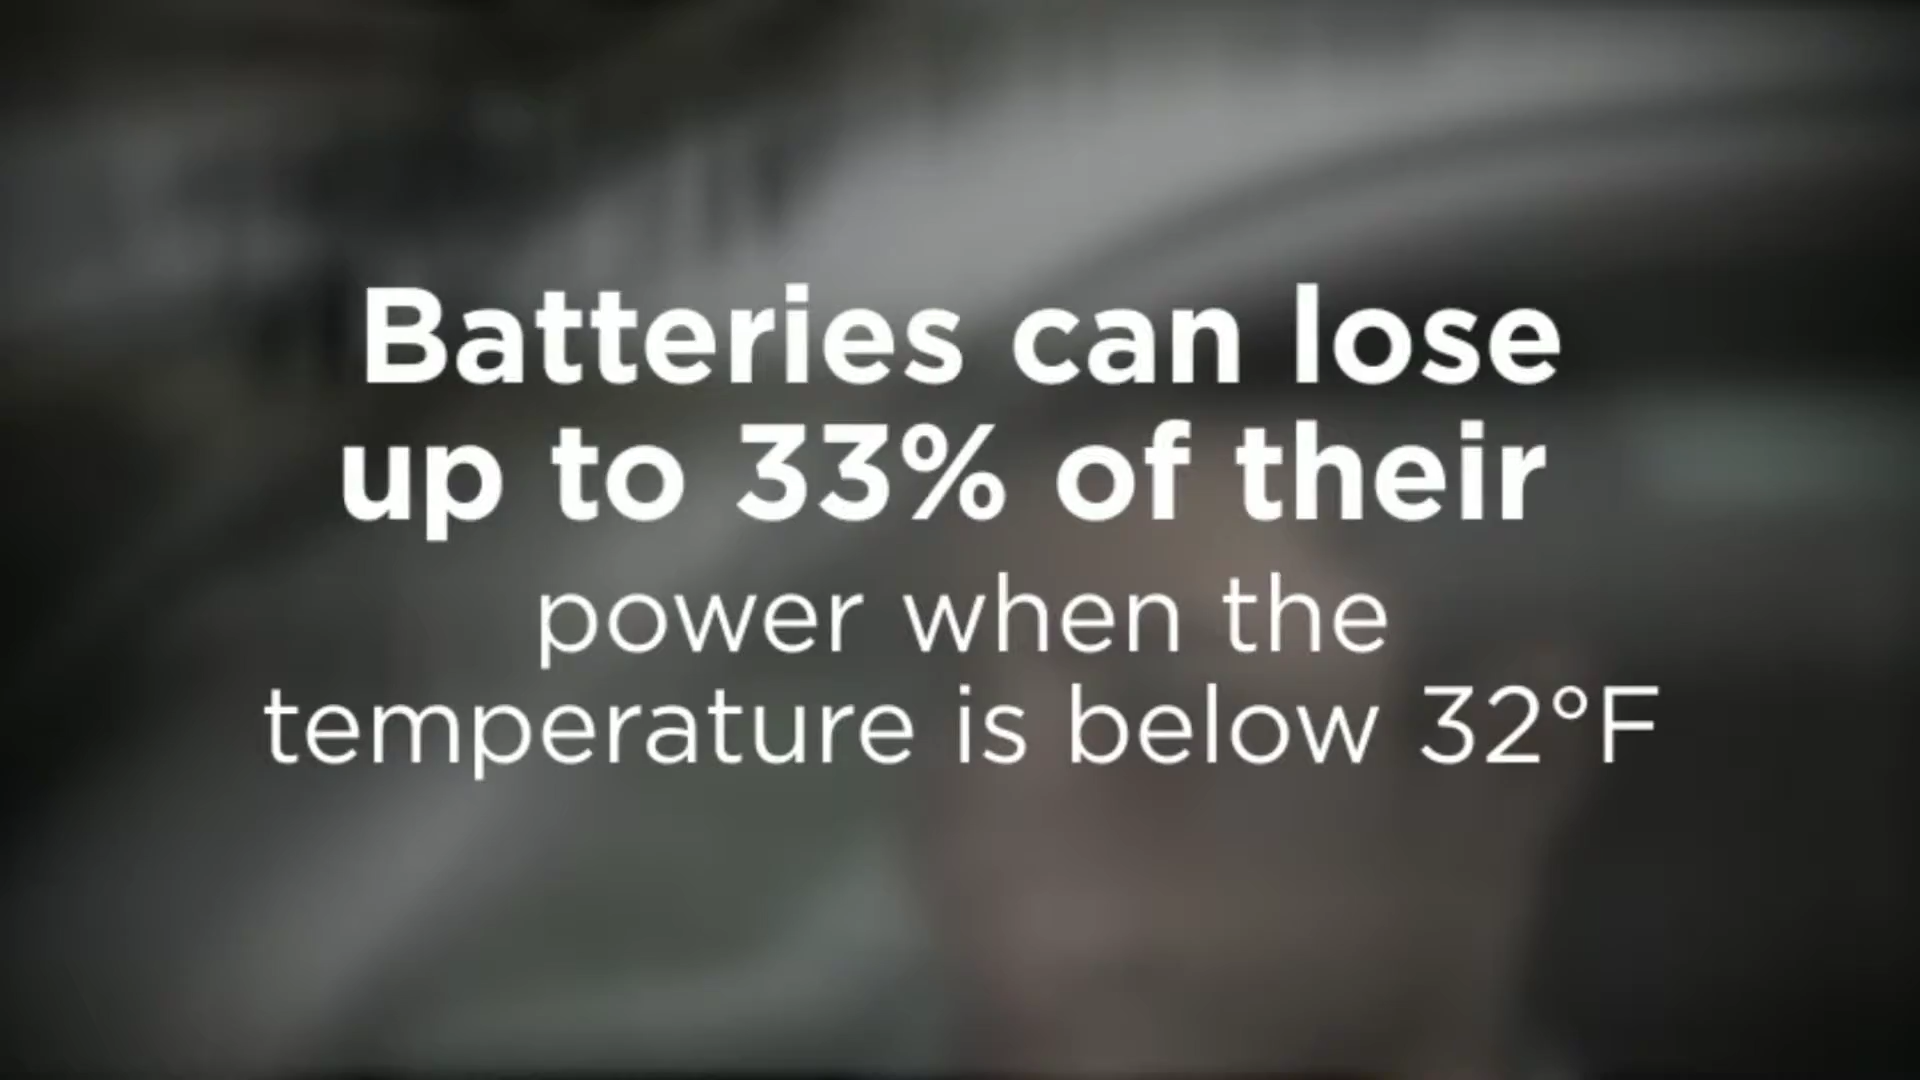 Batteries can lose
up to 33% of their
power when the
temperature is below 32°F